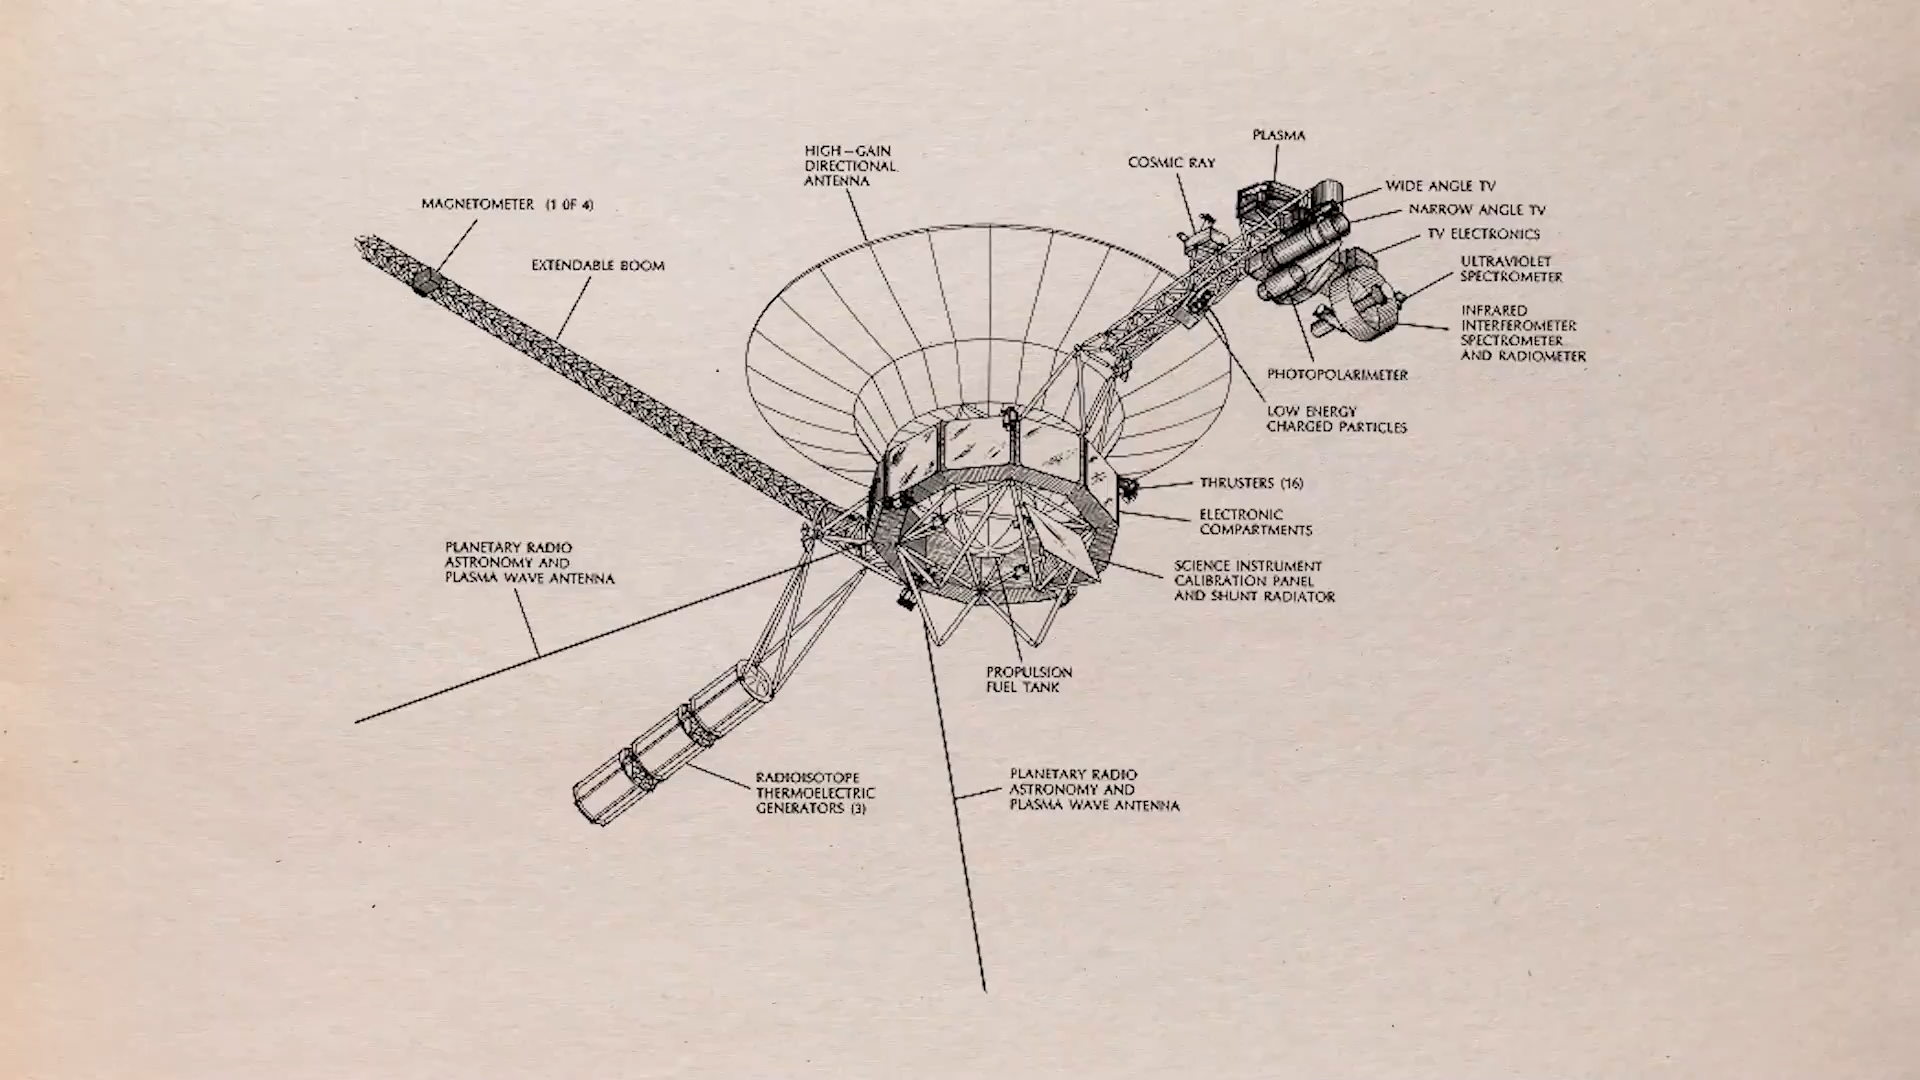 PLASMA
COSMIC RAY
HIGH-GAIN
DIRECTIONAL
ANTENNA
WIDE ANGLE TV
NARROW ANGLE TV
MAGNETOMETER (1 OF 4)
TV ELECTRONICS
EXTENDABLE BOOM
ULTRAVIOLET
SPECTROMETER
INFRARED
INTERFEROMETER
SPECTROMETER
AND RADIOMETER
PHOTOPOLARIMETER
LOW ENERGY
CHARGED PARTICLES
THRUSTERS (16)
ELECTRONIC
COMPARTMENTS
PLANETARY RADIO
ASTRONOMY AND
PLASMA WAVE ANTENNA
SCIENCE INSTRUMENT
CALIBRATION PANEL
AND SHUNT RADIATOR
PROPULSION
FUEL TANK
RADIOISOTOPE
THERMOELECTRIC
GENERATORS (3)
PLANETARY RADIO
ASTRONOMY AND
PLASMA WAVE ANTENNA